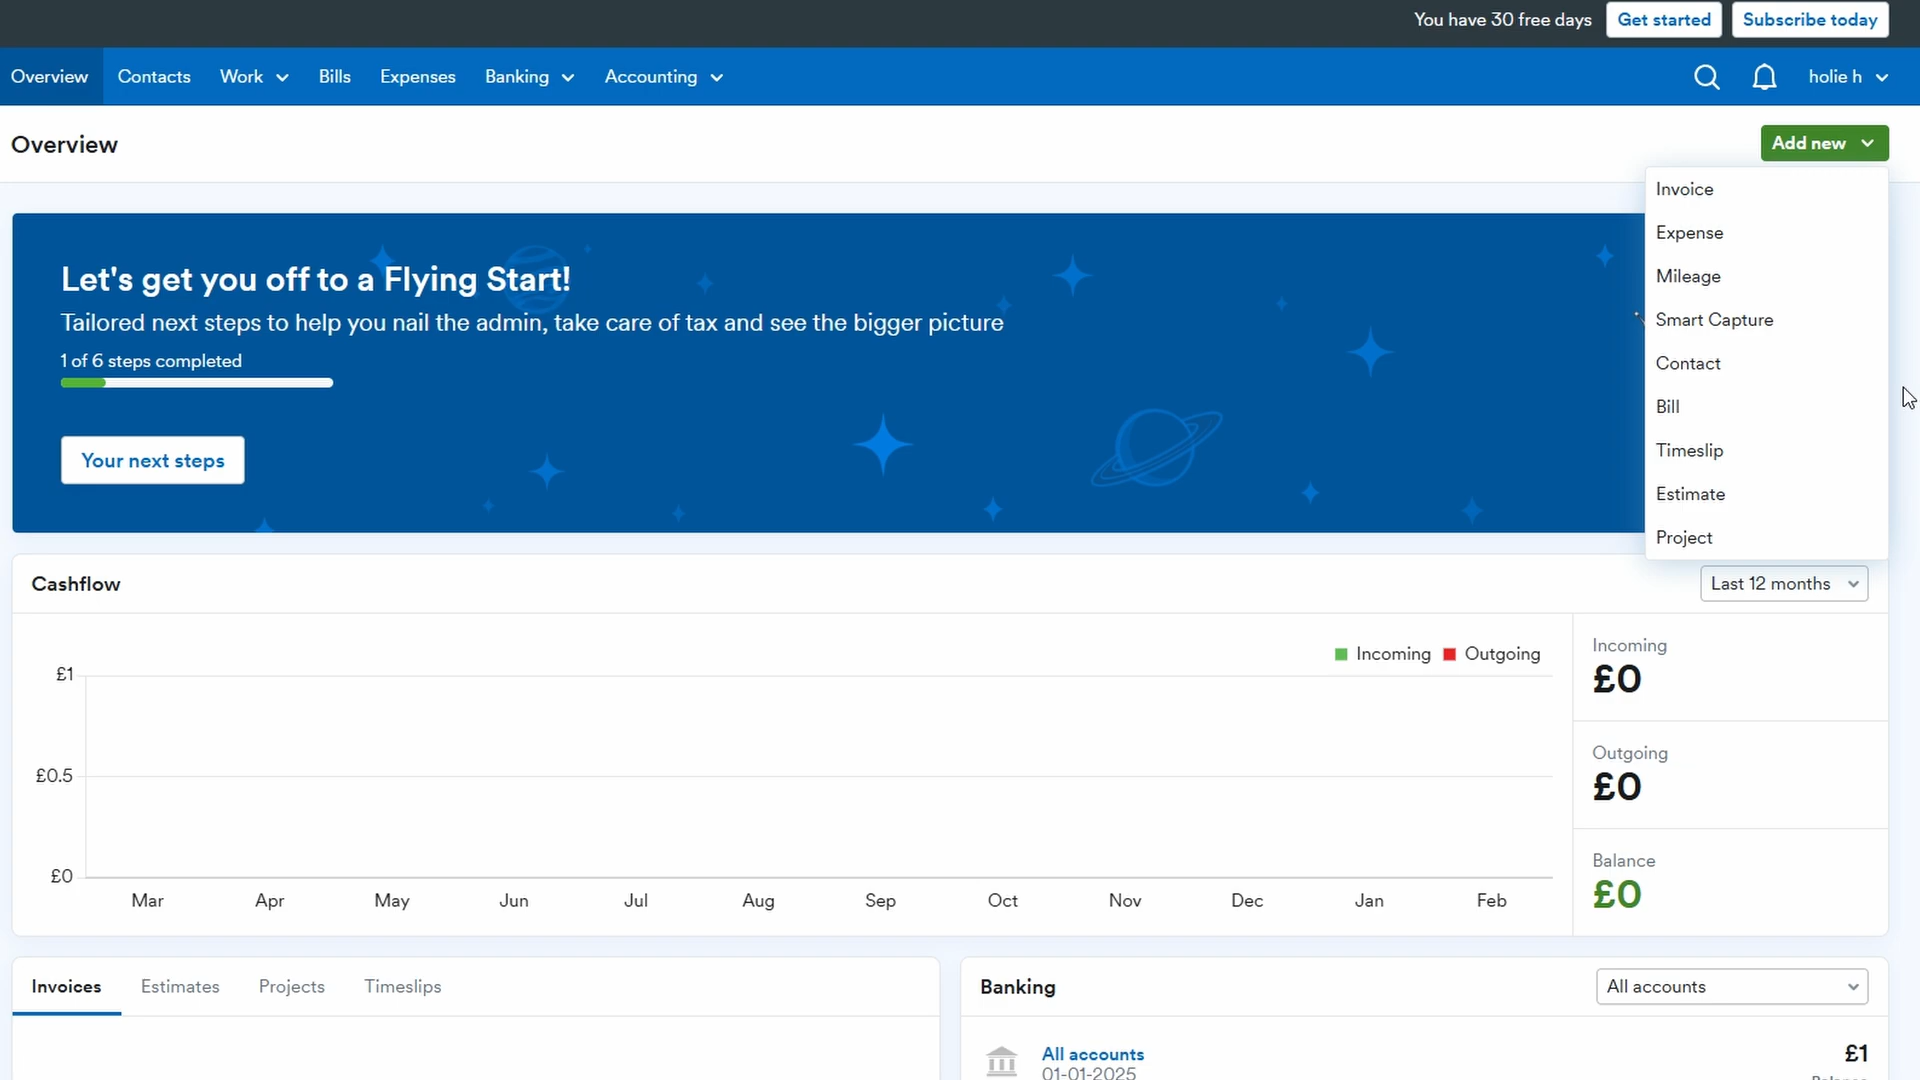 You have 30 free days
Get started
Subscribe today
Overview
Contacts
Work
Bills
Expenses
Banking
Accounting
holie h
Overview
Add new
Invoice
Expense
Mileage
Smart Capture
Contact
Bill
Timeslip
Estimate
Project
Let's get you off to a Flying Start!
Tailored next steps to help you nail the admin, take care of tax and see the bigger picture
1 of 6 steps completed
Your next steps
Cashflow
Last 12 months
Incoming
Outgoing
£1
£0.5
£0
Mar
Apr
May
Jun
Jul
Aug
Sep
Oct
Nov
Dec
Jan
Feb
Incoming
£0
Outgoing
£0
Balance
£0
Invoices
Estimates
Projects
Timeslips
Banking
All accounts
All accounts
£1
01-01-2025
Balance